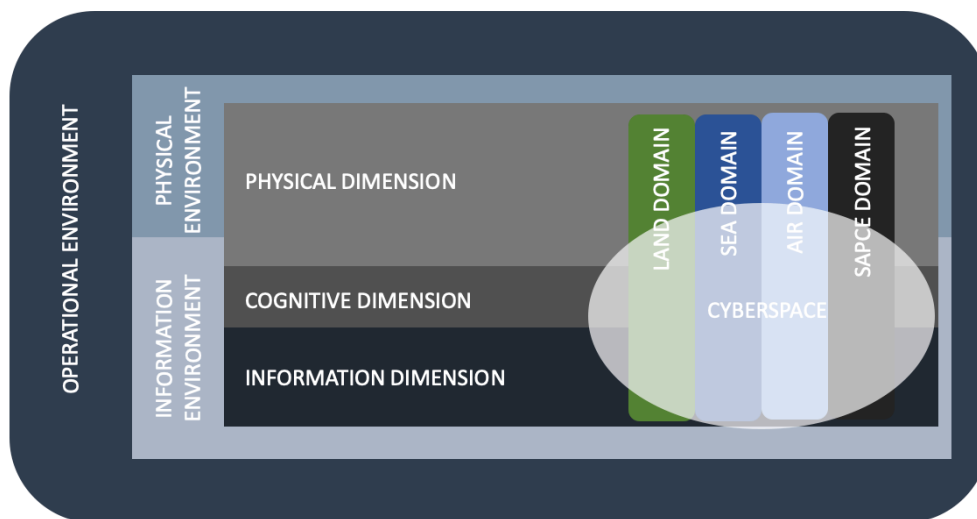 OPERATIONAL ENVIRONMENT
PHYSICAL
ENVIRONMENT
INFORMATION
ENVIRONMENT
PHYSICAL DIMENSION
COGNITIVE DIMENSION
INFORMATION DIMENSION
LAND DOMAIN
SEA DOMAIN
AIR DOMAIN
SAPCE DOMAIN
CYBERSPACE